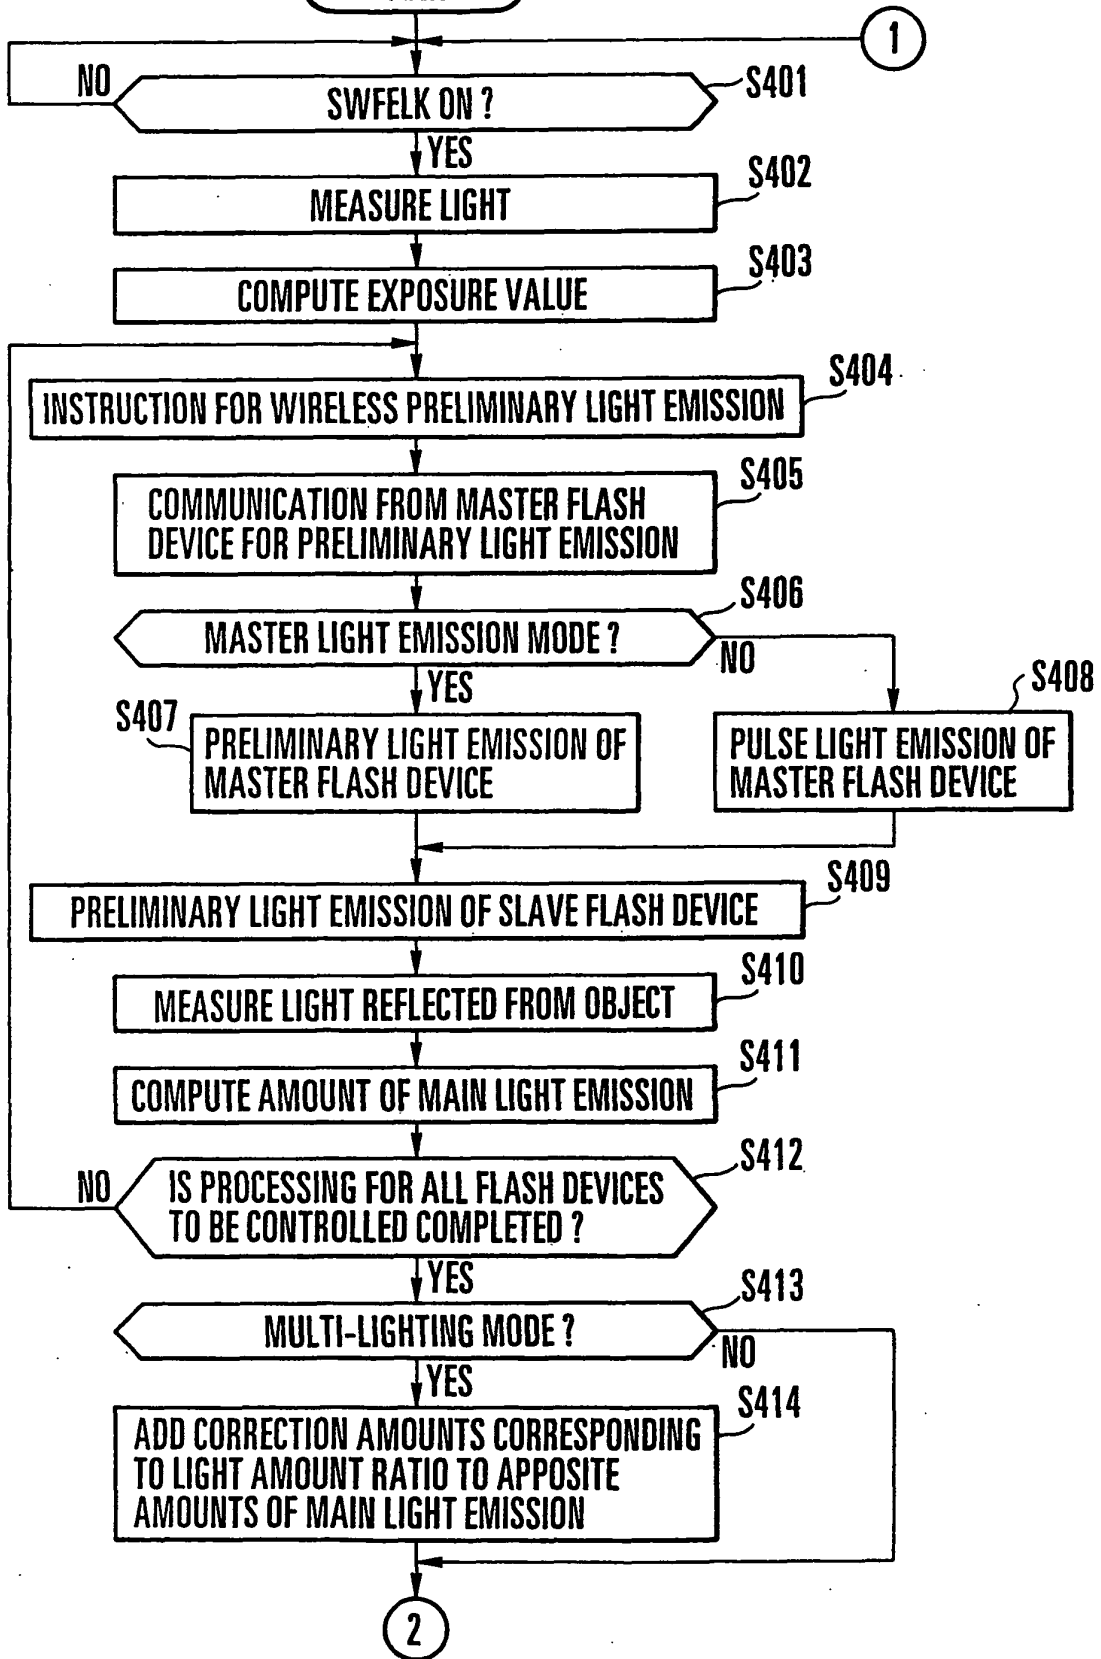 1
NO
SWFELK ON ?
S401
YES
MEASURE LIGHT
S402
COMPUTE EXPOSURE VALUE
S403
INSTRUCTION FOR WIRELESS PRELIMINARY LIGHT EMISSION
S404
COMMUNICATION FROM MASTER FLASH
DEVICE FOR PRELIMINARY LIGHT EMISSION
S405
MASTER LIGHT EMISSION MODE ?
S406
NO
YES
S407
PRELIMINARY LIGHT EMISSION OF
MASTER FLASH DEVICE
S408
PULSE LIGHT EMISSION OF
MASTER FLASH DEVICE
PRELIMINARY LIGHT EMISSION OF SLAVE FLASH DEVICE
S409
MEASURE LIGHT REFLECTED FROM OBJECT
S410
COMPUTE AMOUNT OF MAIN LIGHT EMISSION
S411
NO
IS PROCESSING FOR ALL FLASH DEVICES
TO BE CONTROLLED COMPLETED ?
S412
YES
MULTI-LIGHTING MODE ?
S413
NO
YES
ADD CORRECTION AMOUNTS CORRESPONDING
TO LIGHT AMOUNT RATIO TO APPOSITE
AMOUNTS OF MAIN LIGHT EMISSION
S414
2